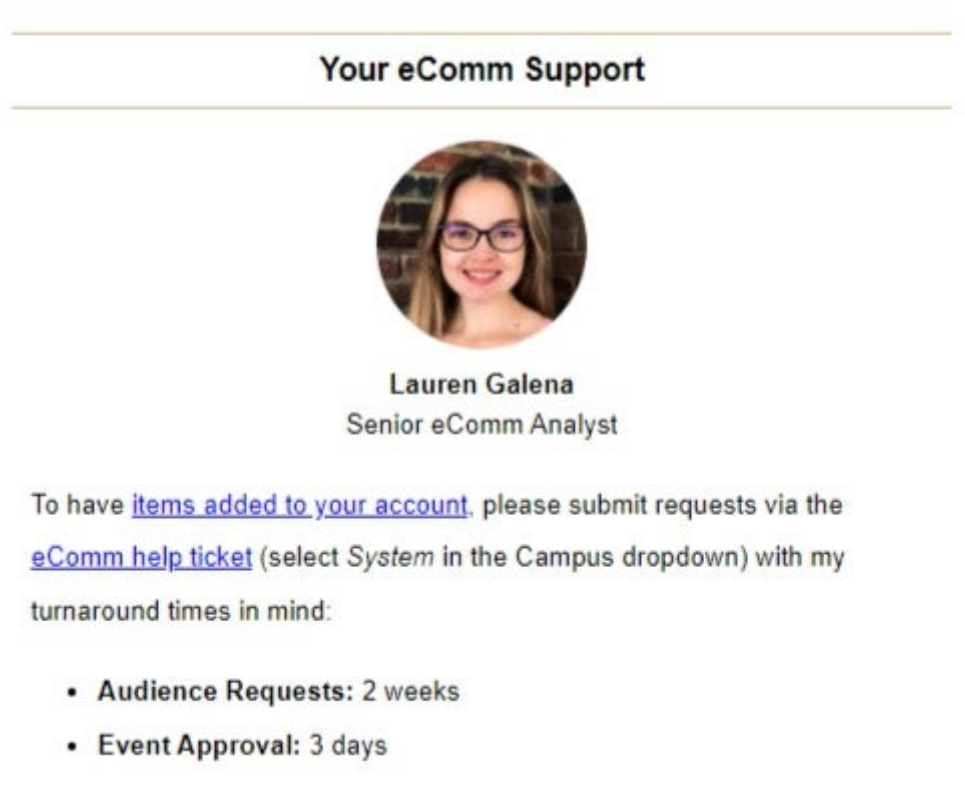 Your eComm Support
Lauren Galena
Senior eComm Analyst
To have items added to your account, please submit requests via the
eComm help ticket (select System in the Campus dropdown) with my
turnaround times in mind:
• Audience Requests: 2 weeks
• Event Approval: 3 days